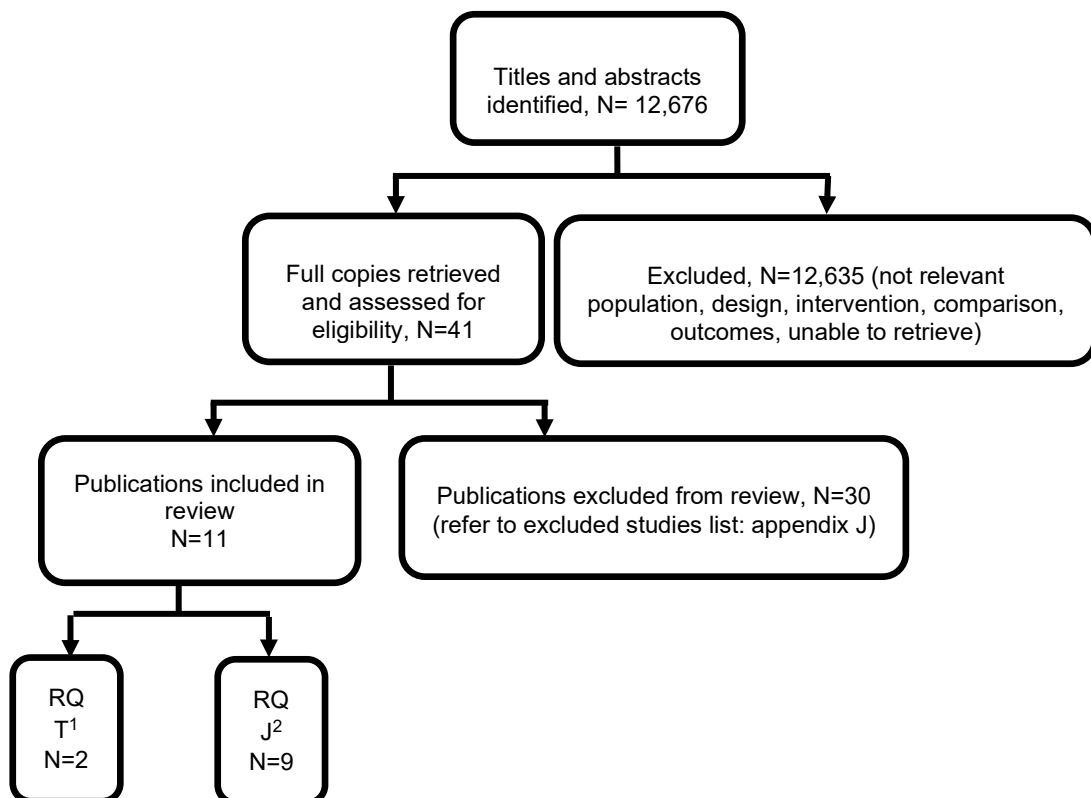 Titles and abstracts
identified, N= 12,676
Full copies retrieved
and assessed for
eligibility, N=41
Excluded, N=12,635 (not relevant
population, design, intervention, comparison,
outcomes, unable to retrieve)
Publications included in
review
N=11
Publications excluded from review, N=30
(refer to excluded studies list: appendix J)
RQ
T¹
N=2
RQ
J²
N=9